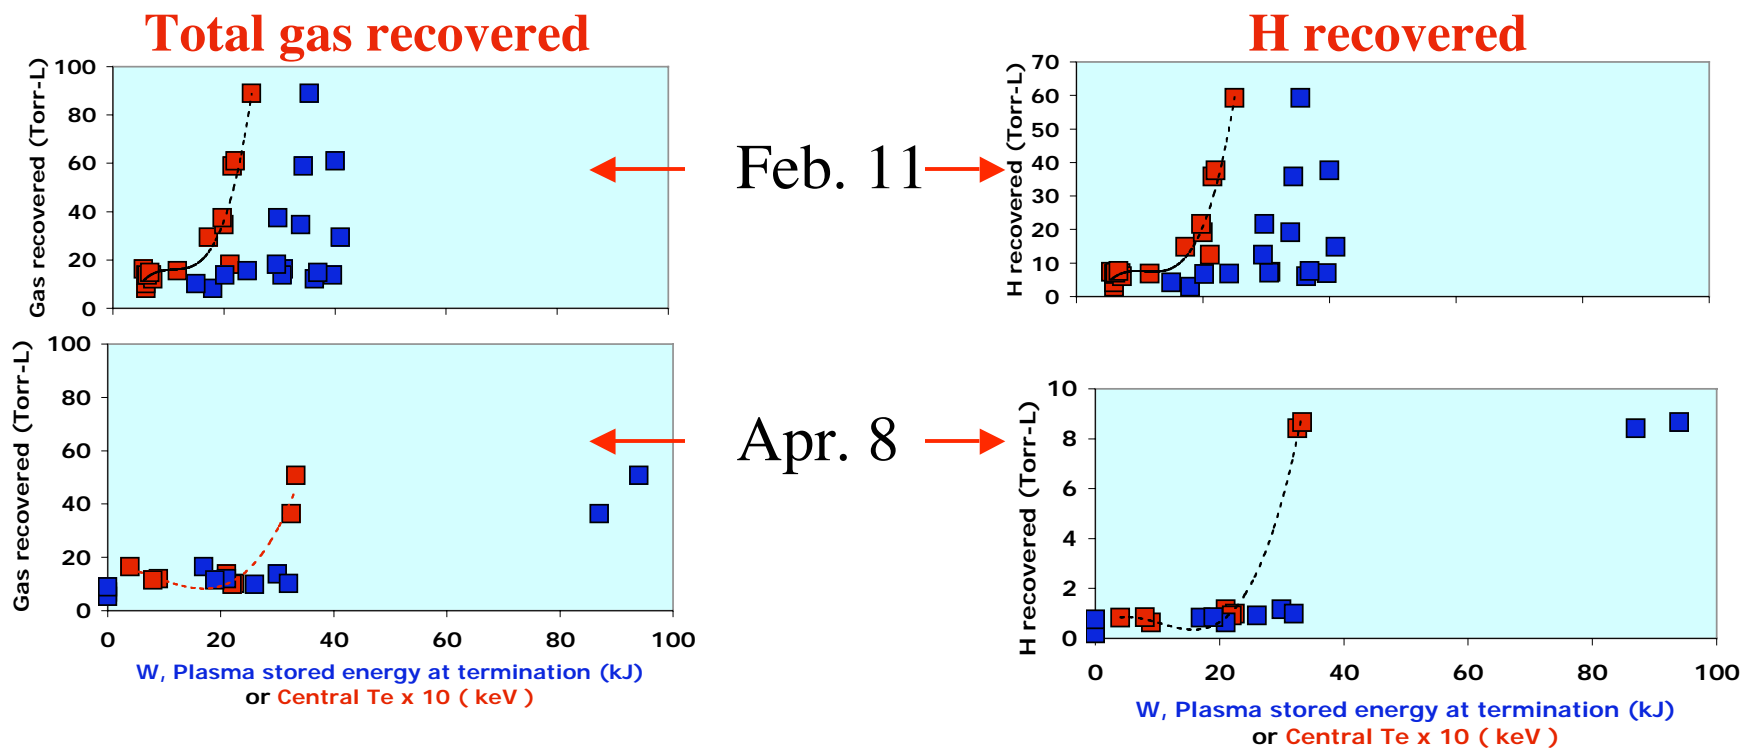 Total gas recovered
H recovered
Gas recovered (Torr-L)
100
80
60
40
20
0
H recovered (Torr-L)
70
60
50
40
30
20
10
0
Feb. 11
Gas recovered (Torr-L)
100
80
60
40
20
0
0 20 40 60 80 100
W, Plasma stored energy at termination (kJ)
or Central Te x 10 ( keV )
Apr. 8
H recovered (Torr-L)
10
8
6
4
2
0
0 20 40 60 80 100
W, Plasma stored energy at termination (kJ)
or Central Te x 10 ( keV )